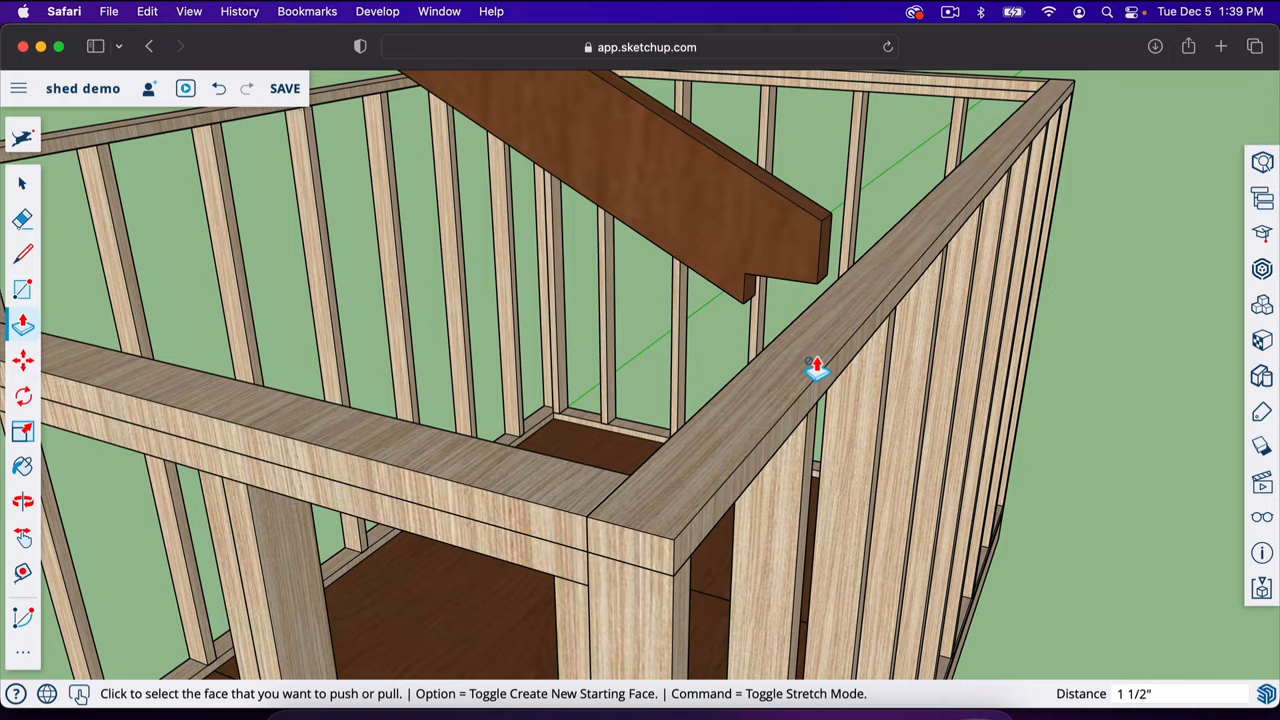 Safari File Edit View History Bookmarks Develop Window Help Tue Dec 5 1:39 PM
app.sketchup.com
shed demo SAVE
Click to select the face that you want to push or pull. | Option = Toggle Create New Starting Face. | Command = Toggle Stretch Mode. Distance 1 1/2"